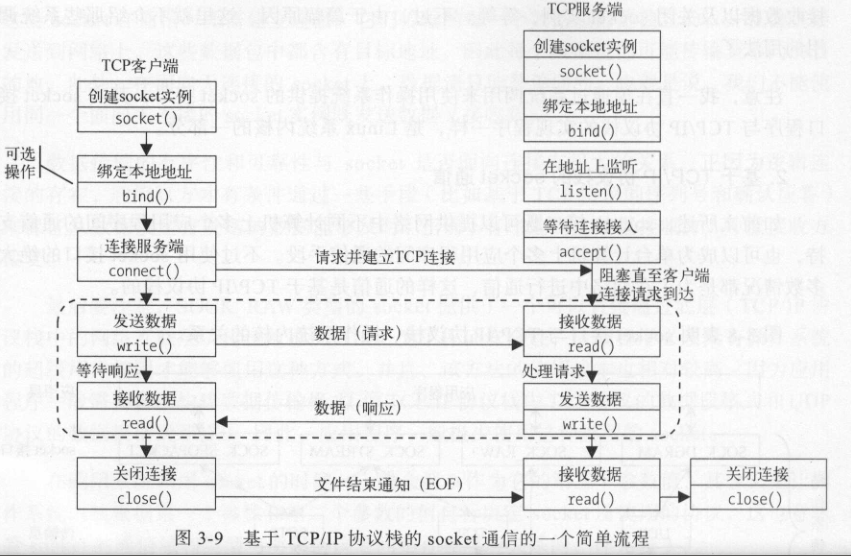 TCP服务端
创建socket实例
socket()
TCP客户端
创建socket实例
socket()
绑定本地地址
bind()
可选
操作
绑定本地地址
bind()
在地址上监听
listen()
等待连接接入
accept()
连接服务端
connect()
请求并建立TCP连接
阻塞直至客户端
连接请求到达
发送数据
write()
数据(请求)
接收数据
read()
等待响应
处理请求
接收数据
read()
数据(响应)
发送数据
write()
关闭连接
close()
文件结束通知(EOF)
接收数据
read()
关闭连接
close()
图 3-9 基于 TCP/IP 协议栈的 socket 通信的一个简单流程